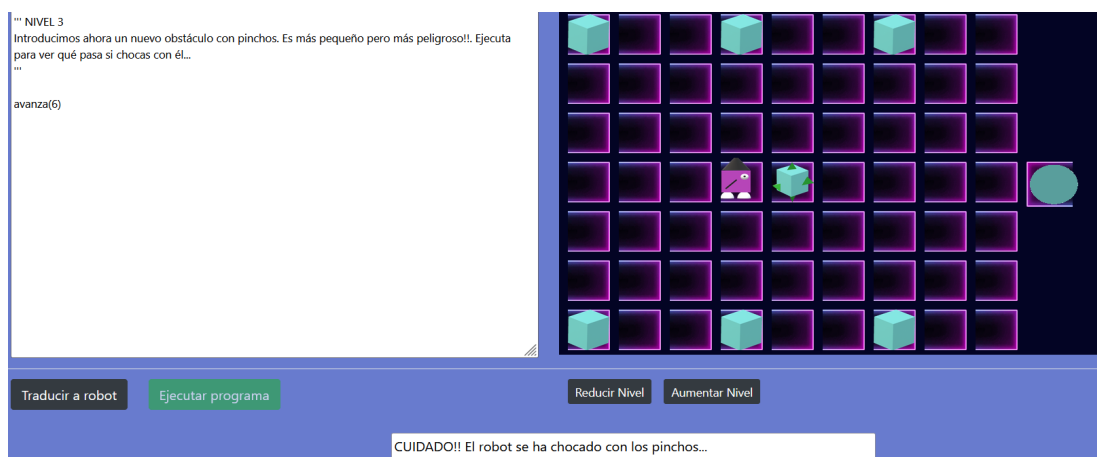 ''' NIVEL 3
Introducimos ahora un nuevo obstáculo con pinchos. Es más pequeño pero más peligroso!!. Ejecuta
para ver qué pasa si chocas con él...
'''
avanza(6)
Traducir a robot
Ejecutar programa
Reducir Nivel
Aumentar Nivel
CUIDADO!! El robot se ha chocado con los pinchos...